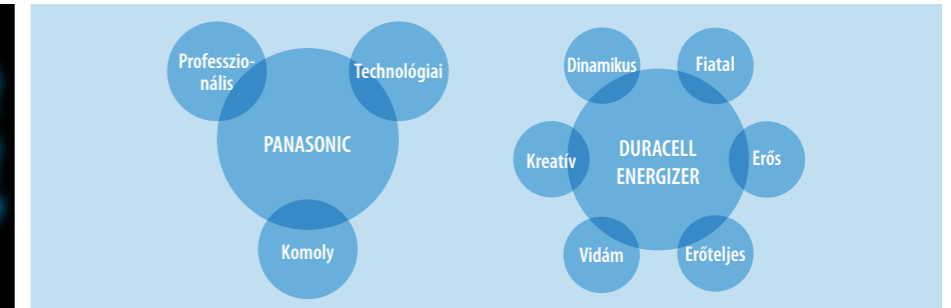 Professzio-
nális
Technológiai
PANASONIC
Komoly
Dinamikus
Fiatal
Kreatív
DURACELL
ENERGIZER
Erős
Vidám
Erőteljes